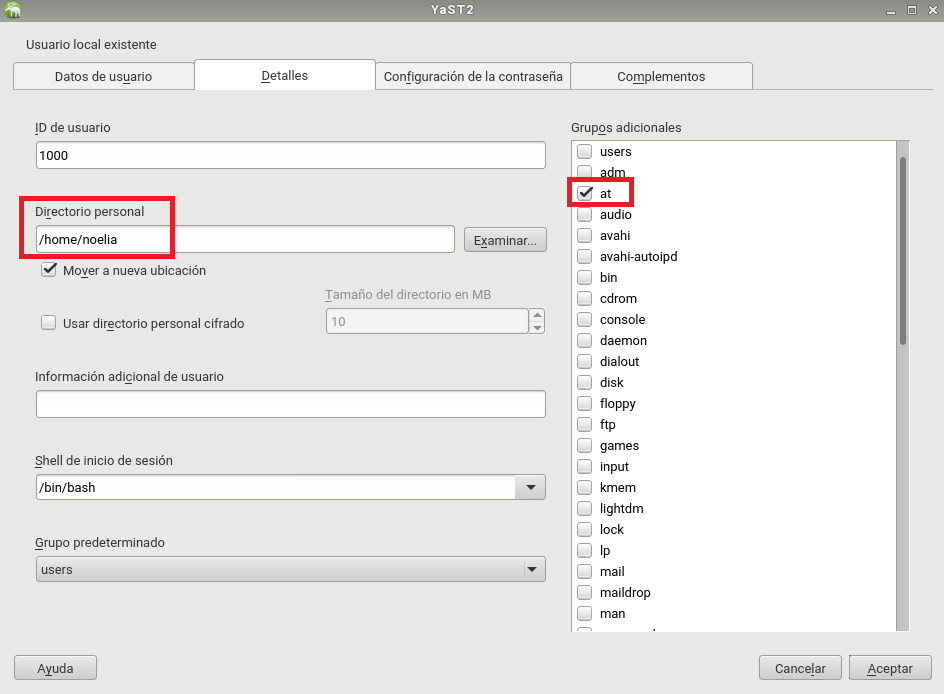 YaST2
Usuario local existente
Datos de usuario
Detalles
Configuración de la contraseña
Complementos
ID de usuario
1000
Directorio personal
/home/noelia
Examinar...
Mover a nueva ubicación
Tamaño del directorio en MB
Usar directorio personal cifrado
10
Información adicional de usuario
Shell de inicio de sesión
/bin/bash
Grupo predeterminado
users
Grupos adicionales
users
adm
at
audio
avahi
avahi-autoipd
bin
cdrom
console
daemon
dialout
disk
floppy
ftp
games
input
kmem
lightdm
lock
lp
mail
maildrop
man
Ayuda
Cancelar
Aceptar